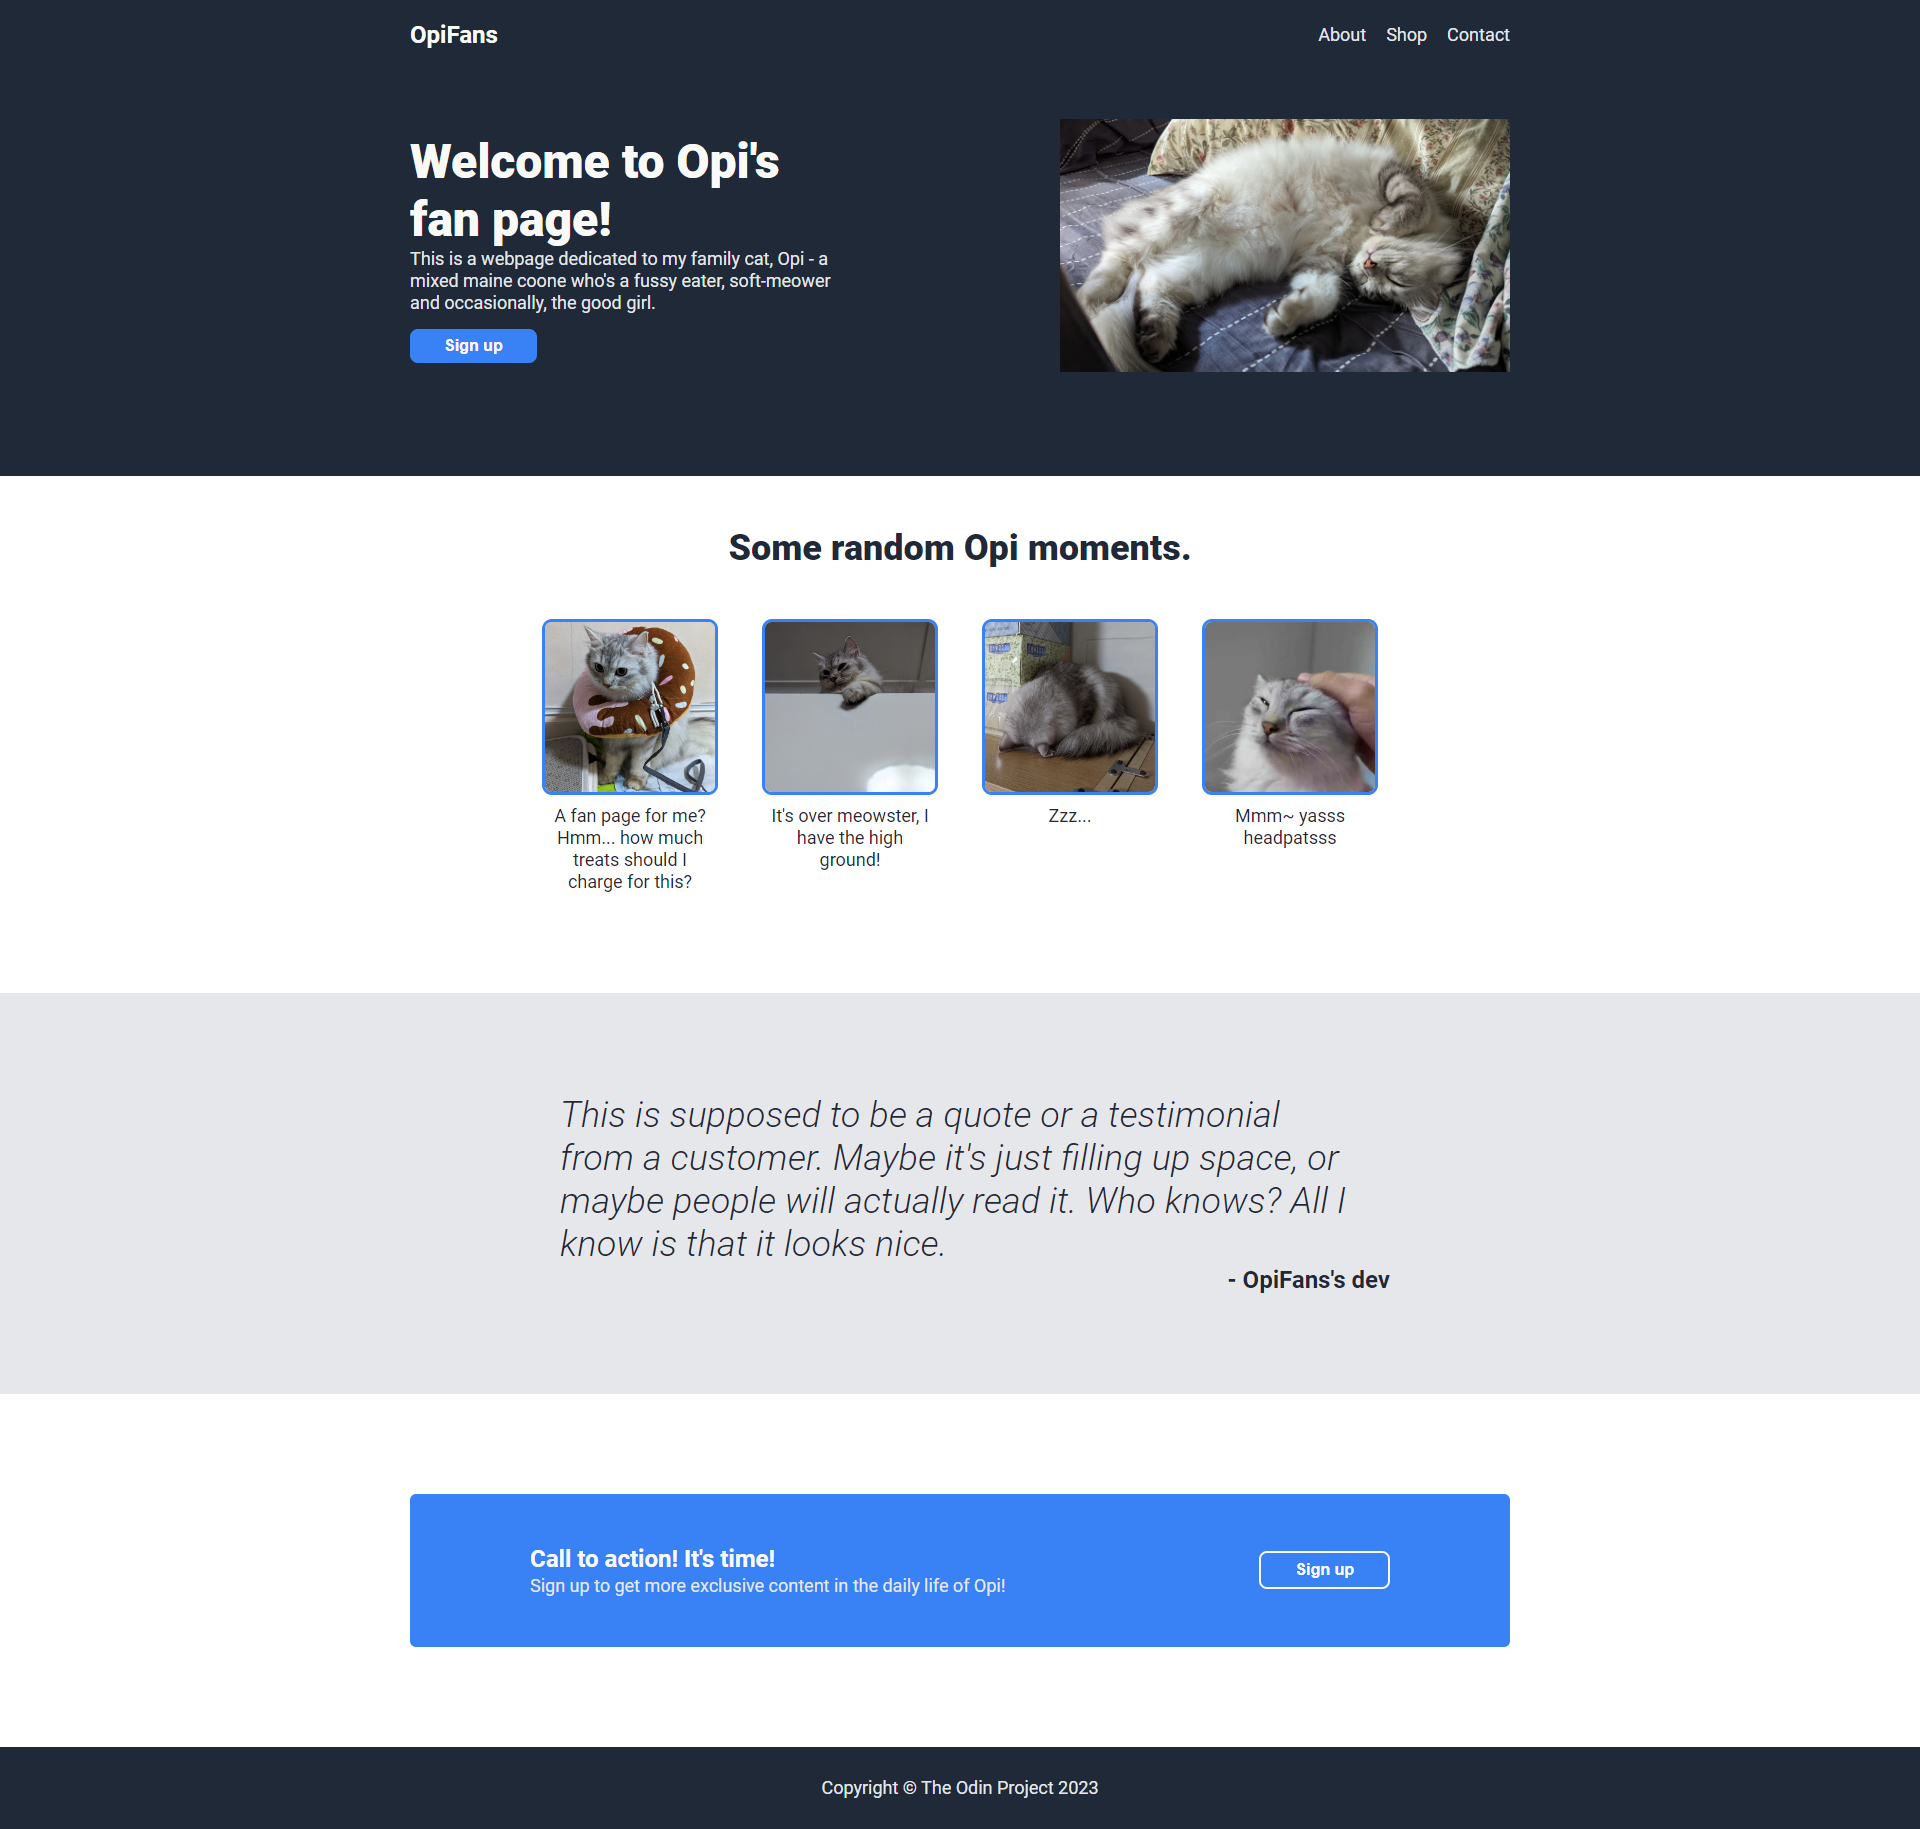 OpiFans
About Shop Contact
Welcome to Opi's
fan page!
This is a webpage dedicated to my family cat, Opi - a
mixed maine coone who's a fussy eater, soft-meower
and occasionally, the good girl.
Sign up
Some random Opi moments.
A fan page for me?
Hmm... how much
treats should I
charge for this?
It's over meowster, I
have the high
ground!
Zzz...
Mmm~ yasss
headpatsss
This is supposed to be a quote or a testimonial
from a customer. Maybe it's just filling up space, or
maybe people will actually read it. Who knows? All I
know is that it looks nice.
- OpiFans's dev
Call to action! It's time!
Sign up to get more exclusive content in the daily life of Opi!
Sign up
Copyright © The Odin Project 2023